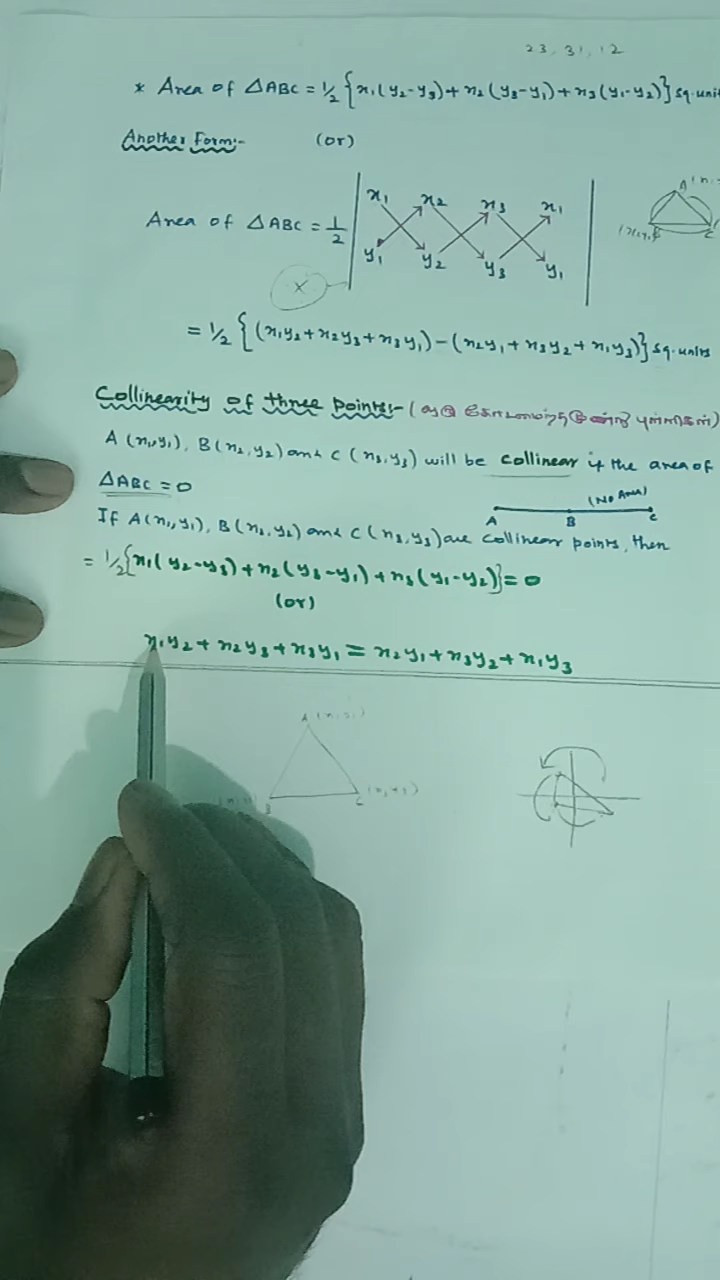 23, 31, 12
* Area of ΔABC = ½ {x₁(y₂-y₃)+x₂(y₃-y₁)+x₃(y₁-y₂)} sq.unit
Another Form:- (or)
x₁ x₂ x₃ x₁
Area of ΔABC = ½
y₁ y₂ y₃ y₁
A
B C
x
= ½ {(x₁y₂+x₂y₃+x₃y₁)-(x₂y₁+x₃y₂+x₁y₃)} sq.units
Collinearity of three points:- (ஒரு கோடமைந்த மூன்று புள்ளிகள்)
A(x₁,y₁), B(x₂,y₂) and C(x₃,y₃) will be collinear if the area of
ΔABC = 0
(No Area)
A B C
If A(x₁,y₁), B(x₂,y₂) and C(x₃,y₃) are collinear points, then
= ½{x₁(y₂-y₃)+x₂(y₃-y₁)+x₃(y₁-y₂)}=0
(or)
x₁y₂+x₂y₃+x₃y₁ = x₂y₁+x₃y₂+x₁y₃
A
B C